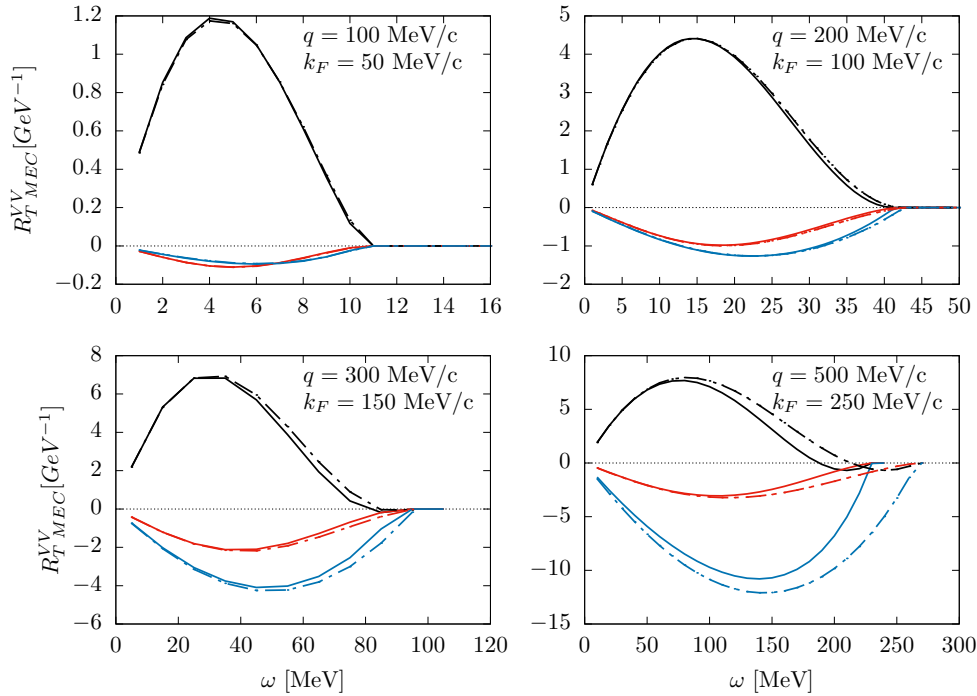 1.2
1
0.8
0.6
0.4
0.2
0
−0.2
0 2 4 6 8 10 12 14 16
R_T^{VV}_{MEC}[GeV^{-1}]
q = 100 MeV/c
k_F = 50 MeV/c
5
4
3
2
1
0
−1
−2
0 5 10 15 20 25 30 35 40 45 50
q = 200 MeV/c
k_F = 100 MeV/c
8
6
4
2
0
−2
−4
−6
0 20 40 60 80 100 120
R_T^{VV}_{MEC}[GeV^{-1}]
ω [MeV]
q = 300 MeV/c
k_F = 150 MeV/c
10
5
0
−5
−10
−15
0 50 100 150 200 250 300
ω [MeV]
q = 500 MeV/c
k_F = 250 MeV/c